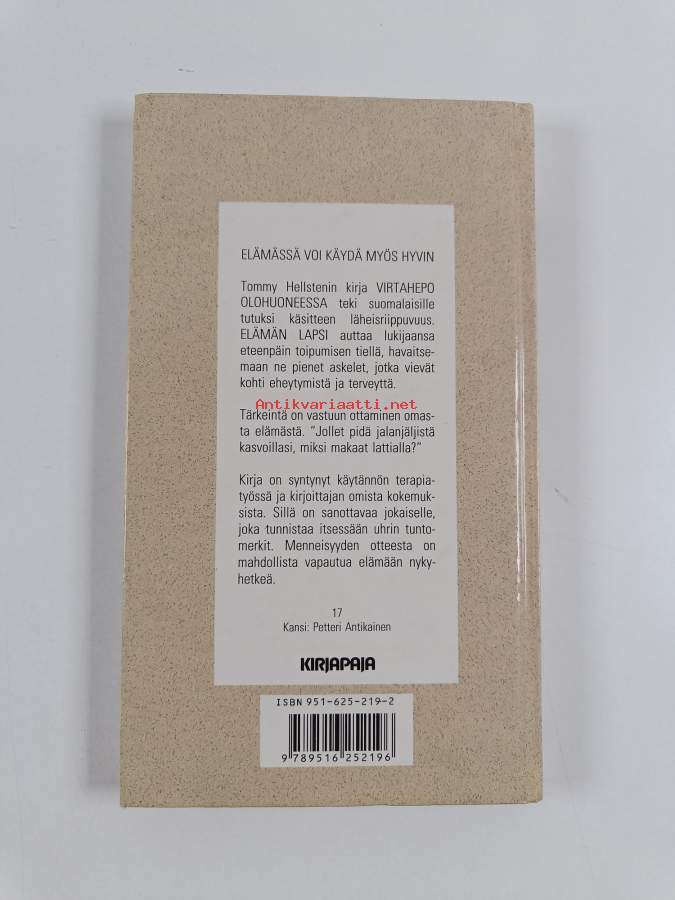 ELÄMÄSSÄ VOI KÄYDÄ MYÖS HYVIN
Tommy Hellstenin kirja VIRTAHEPO
OLOHUONEESSA teki suomalaisille
tutuksi käsitteen läheisriippuvuus.
ELÄMÄN LAPSI auttaa lukijaansa
eteenpäin toipumisen tiellä, havaitse-
maan ne pienet askelet, jotka vievät
kohti eheytymistä ja terveyttä.
Antikvariaatti.net
Tärkeintä on vastuun ottaminen omas-
ta elämästä. "Jollet pidä jalanjäljistä
kasvoillasi, miksi makaat lattialla?"
Kirja on syntynyt käytännön terapia-
työssä ja kirjoittajan omista kokemuk-
sista. Sillä on sanottavaa jokaiselle,
joka tunnistaa itsessään uhrin tunto-
merkit. Menneisyyden otteesta on
mahdollista vapautua elämään nyky-
hetkeä.
17
Kansi: Petteri Antikainen
KIRJAPAJA
ISBN 951-625-219-2
9 789516 252196